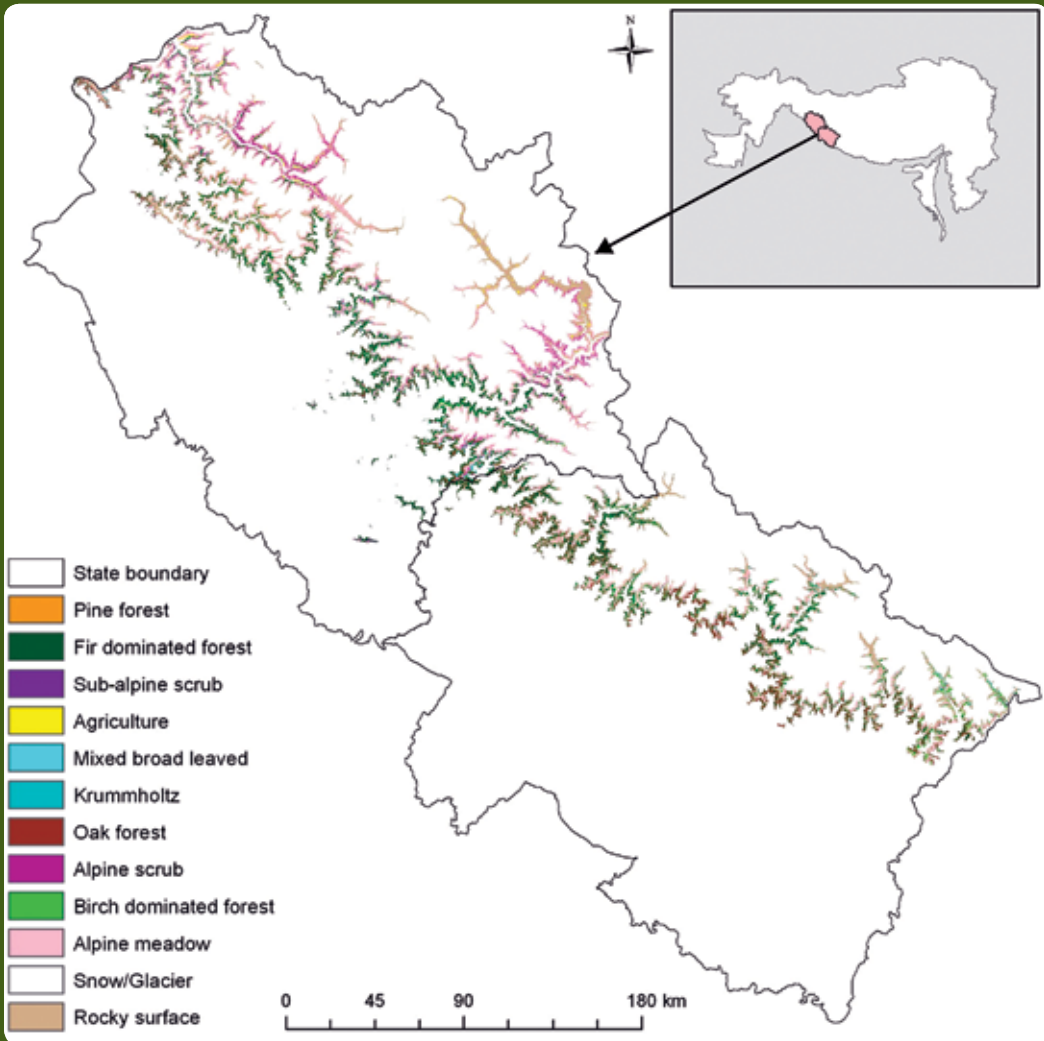 N
State boundary
Pine forest
Fir dominated forest
Sub-alpine scrub
Agriculture
Mixed broad leaved
Krummholtz
Oak forest
Alpine scrub
Birch dominated forest
Alpine meadow
Snow/Glacier
Rocky surface
0 45 90 180 km